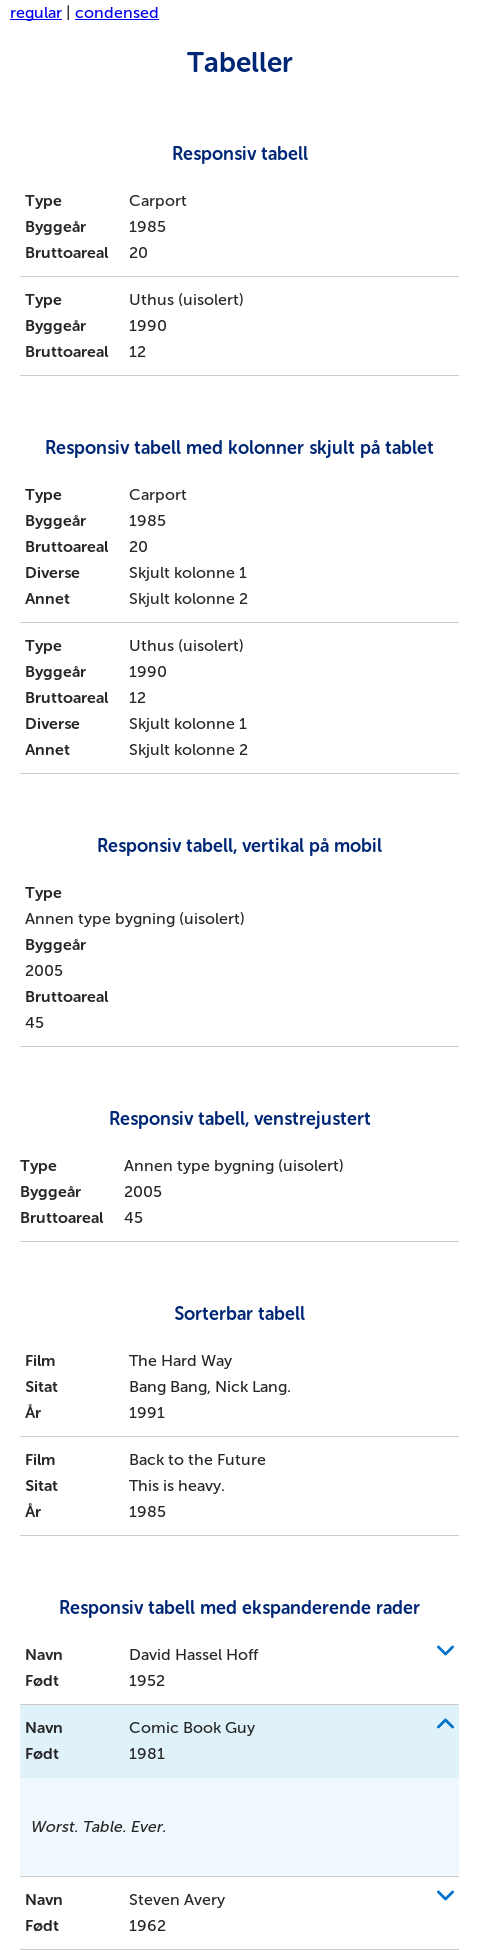 regular | condensed
Tabeller
Responsiv tabell
Type Carport
Byggeår 1985
Bruttoareal 20
Type Uthus (uisolert)
Byggeår 1990
Bruttoareal 12
Responsiv tabell med kolonner skjult på tablet
Type Carport
Byggeår 1985
Bruttoareal 20
Diverse Skjult kolonne 1
Annet Skjult kolonne 2
Type Uthus (uisolert)
Byggeår 1990
Bruttoareal 12
Diverse Skjult kolonne 1
Annet Skjult kolonne 2
Responsiv tabell, vertikal på mobil
Type
Annen type bygning (uisolert)
Byggeår
2005
Bruttoareal
45
Responsiv tabell, venstrejustert
Type Annen type bygning (uisolert)
Byggeår 2005
Bruttoareal 45
Sorterbar tabell
Film The Hard Way
Sitat Bang Bang, Nick Lang.
År 1991
Film Back to the Future
Sitat This is heavy.
År 1985
Responsiv tabell med ekspanderende rader
Navn David Hassel Hoff
Født 1952
Navn Comic Book Guy
Født 1981
Worst. Table. Ever.
Navn Steven Avery
Født 1962